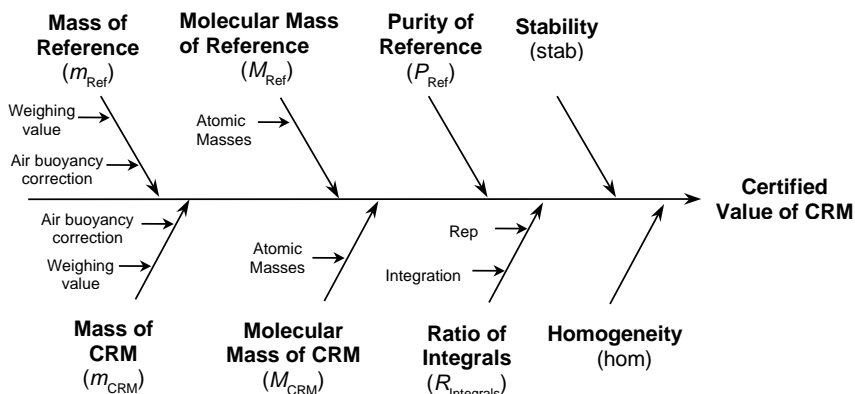 Mass of
Reference
(mRef)
Molecular Mass
of Reference
(MRef)
Purity of
Reference
(PRef)
Stability
(stab)
Weighing
value
Air buoyancy
correction
Atomic
Masses
Certified
Value of CRM
Air buoyancy
correction
Weighing
value
Atomic
Masses
Rep
Integration
Mass of
CRM
(mCRM)
Molecular
Mass of CRM
(MCRM)
Ratio of
Integrals
(RIntegrals)
Homogeneity
(hom)